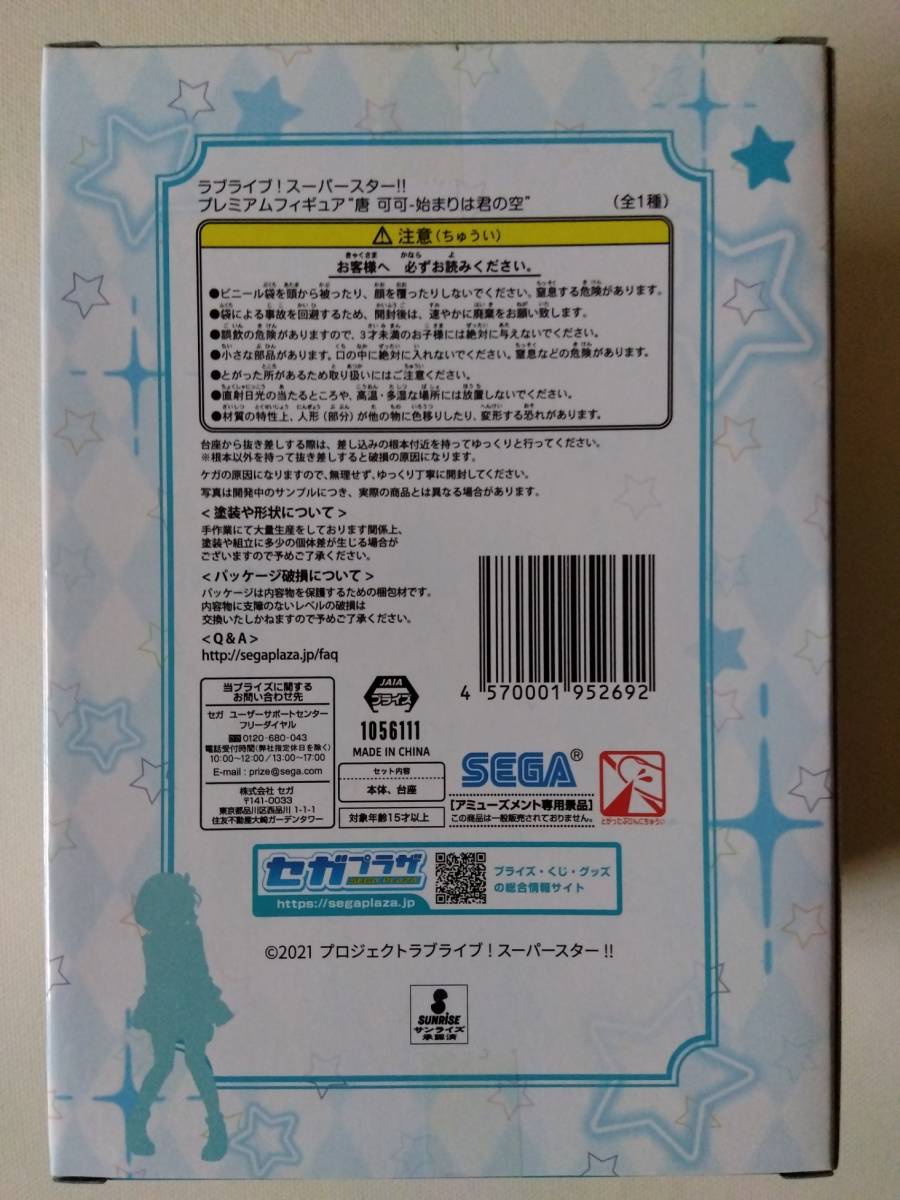 ラブライブ!スーパースター!!
プレミアムフィギュア“唐 可可-始まりは君の空” (全1種)
⚠ 注意(ちゅうい)
お客様へ 必ずお読みください。
●ビニール袋を頭から被ったり、顔を覆ったりしないでください。窒息する危険があります。
●袋による事故を回避するため、開封後は、速やかに廃棄をお願い致します。
●誤飲の危険がありますので、3才未満のお子様には絶対に与えないでください。
●小さな部品があります。口の中に絶対に入れないでください。窒息などの危険があります。
●とがった所があるため取り扱いにはご注意ください。
●直射日光の当たるところや、高温・多湿な場所には放置しないでください。
●材質の特性上、人形(部分)が他の物に色移りしたり、変形する恐れがあります。
台座から抜き差しする際は、差し込みの根本付近を持ってゆっくりと行ってください。
※根本以外を持って抜き差しすると破損の原因になります。
ケガの原因になりますので、無理せず、ゆっくり丁寧に開封してください。
写真は開発中のサンプルにつき、実際の商品とは異なる場合があります。
<塗装や形状について>
手作業にて大量生産をしております関係上、
塗装や組立に多少の個体差が生じる場合が
ございますので予めご了承ください。
<パッケージ破損について>
パッケージは内容物を保護するための梱包材です。
内容物に支障のないレベルの破損は
交換いたしかねますので予めご了承ください。
<Q&A>
http://segaplaza.jp/faq
4 570001 952692
当プライズに関する
お問い合わせ先
セガ ユーザーサポートセンター
フリーダイヤル
0120-680-043
電話受付時間(弊社指定休日を除く)
10:00~12:00/13:00~17:00
E-mail : prize@sega.com
株式会社 セガ
〒141-0033
東京都品川区西品川 1-1-1
住友不動産大崎ガーデンタワー
JAIA
プライズ
1056111
MADE IN CHINA
セット内容
本体、台座
対象年齢15才以上
SEGA®
[アミューズメント専用景品]
この商品は一般販売されておりません。
とがったぶひんにちゅうい
セガプラザ
SEGA PLAZA
https://segaplaza.jp
プライズ・くじ・グッズ
の総合情報サイト
©2021 プロジェクトラブライブ!スーパースター!!
SUNRISE
サンライズ
承認済